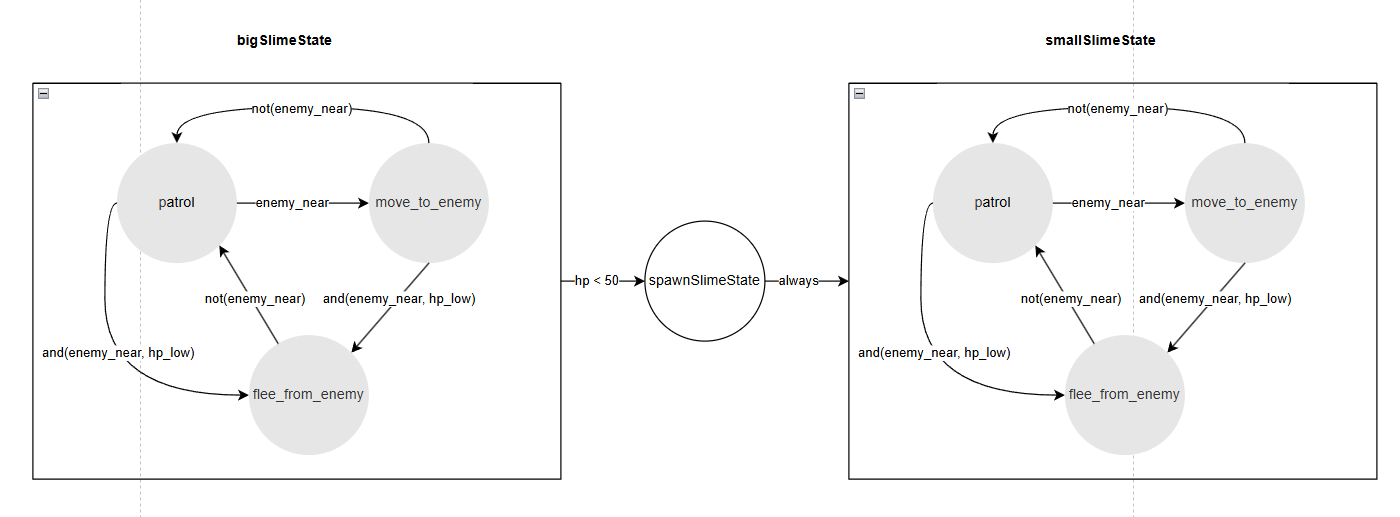 bigSlimeState
smallSlimeState
not(enemy_near)
patrol
enemy_near
move_to_enemy
not(enemy_near)
and(enemy_near, hp_low)
and(enemy_near, hp_low)
flee_from_enemy
hp < 50
spawnSlimeState
always
not(enemy_near)
patrol
enemy_near
move_to_enemy
not(enemy_near)
and(enemy_near, hp_low)
and(enemy_near, hp_low)
flee_from_enemy